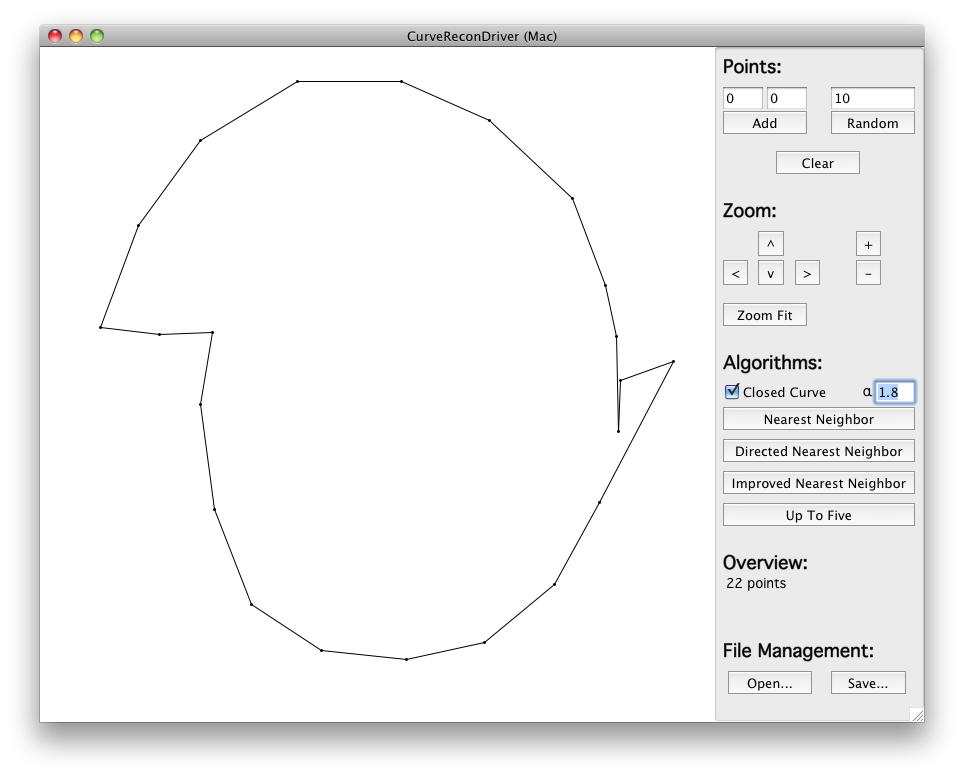 CurveReconDriver (Mac)
Points:
0 0 10
Add Random
Clear
Zoom:
^ +
< v > -
Zoom Fit
Algorithms:
Closed Curve α 1.8
Nearest Neighbor
Directed Nearest Neighbor
Improved Nearest Neighbor
Up To Five
Overview:
22 points
File Management:
Open... Save...